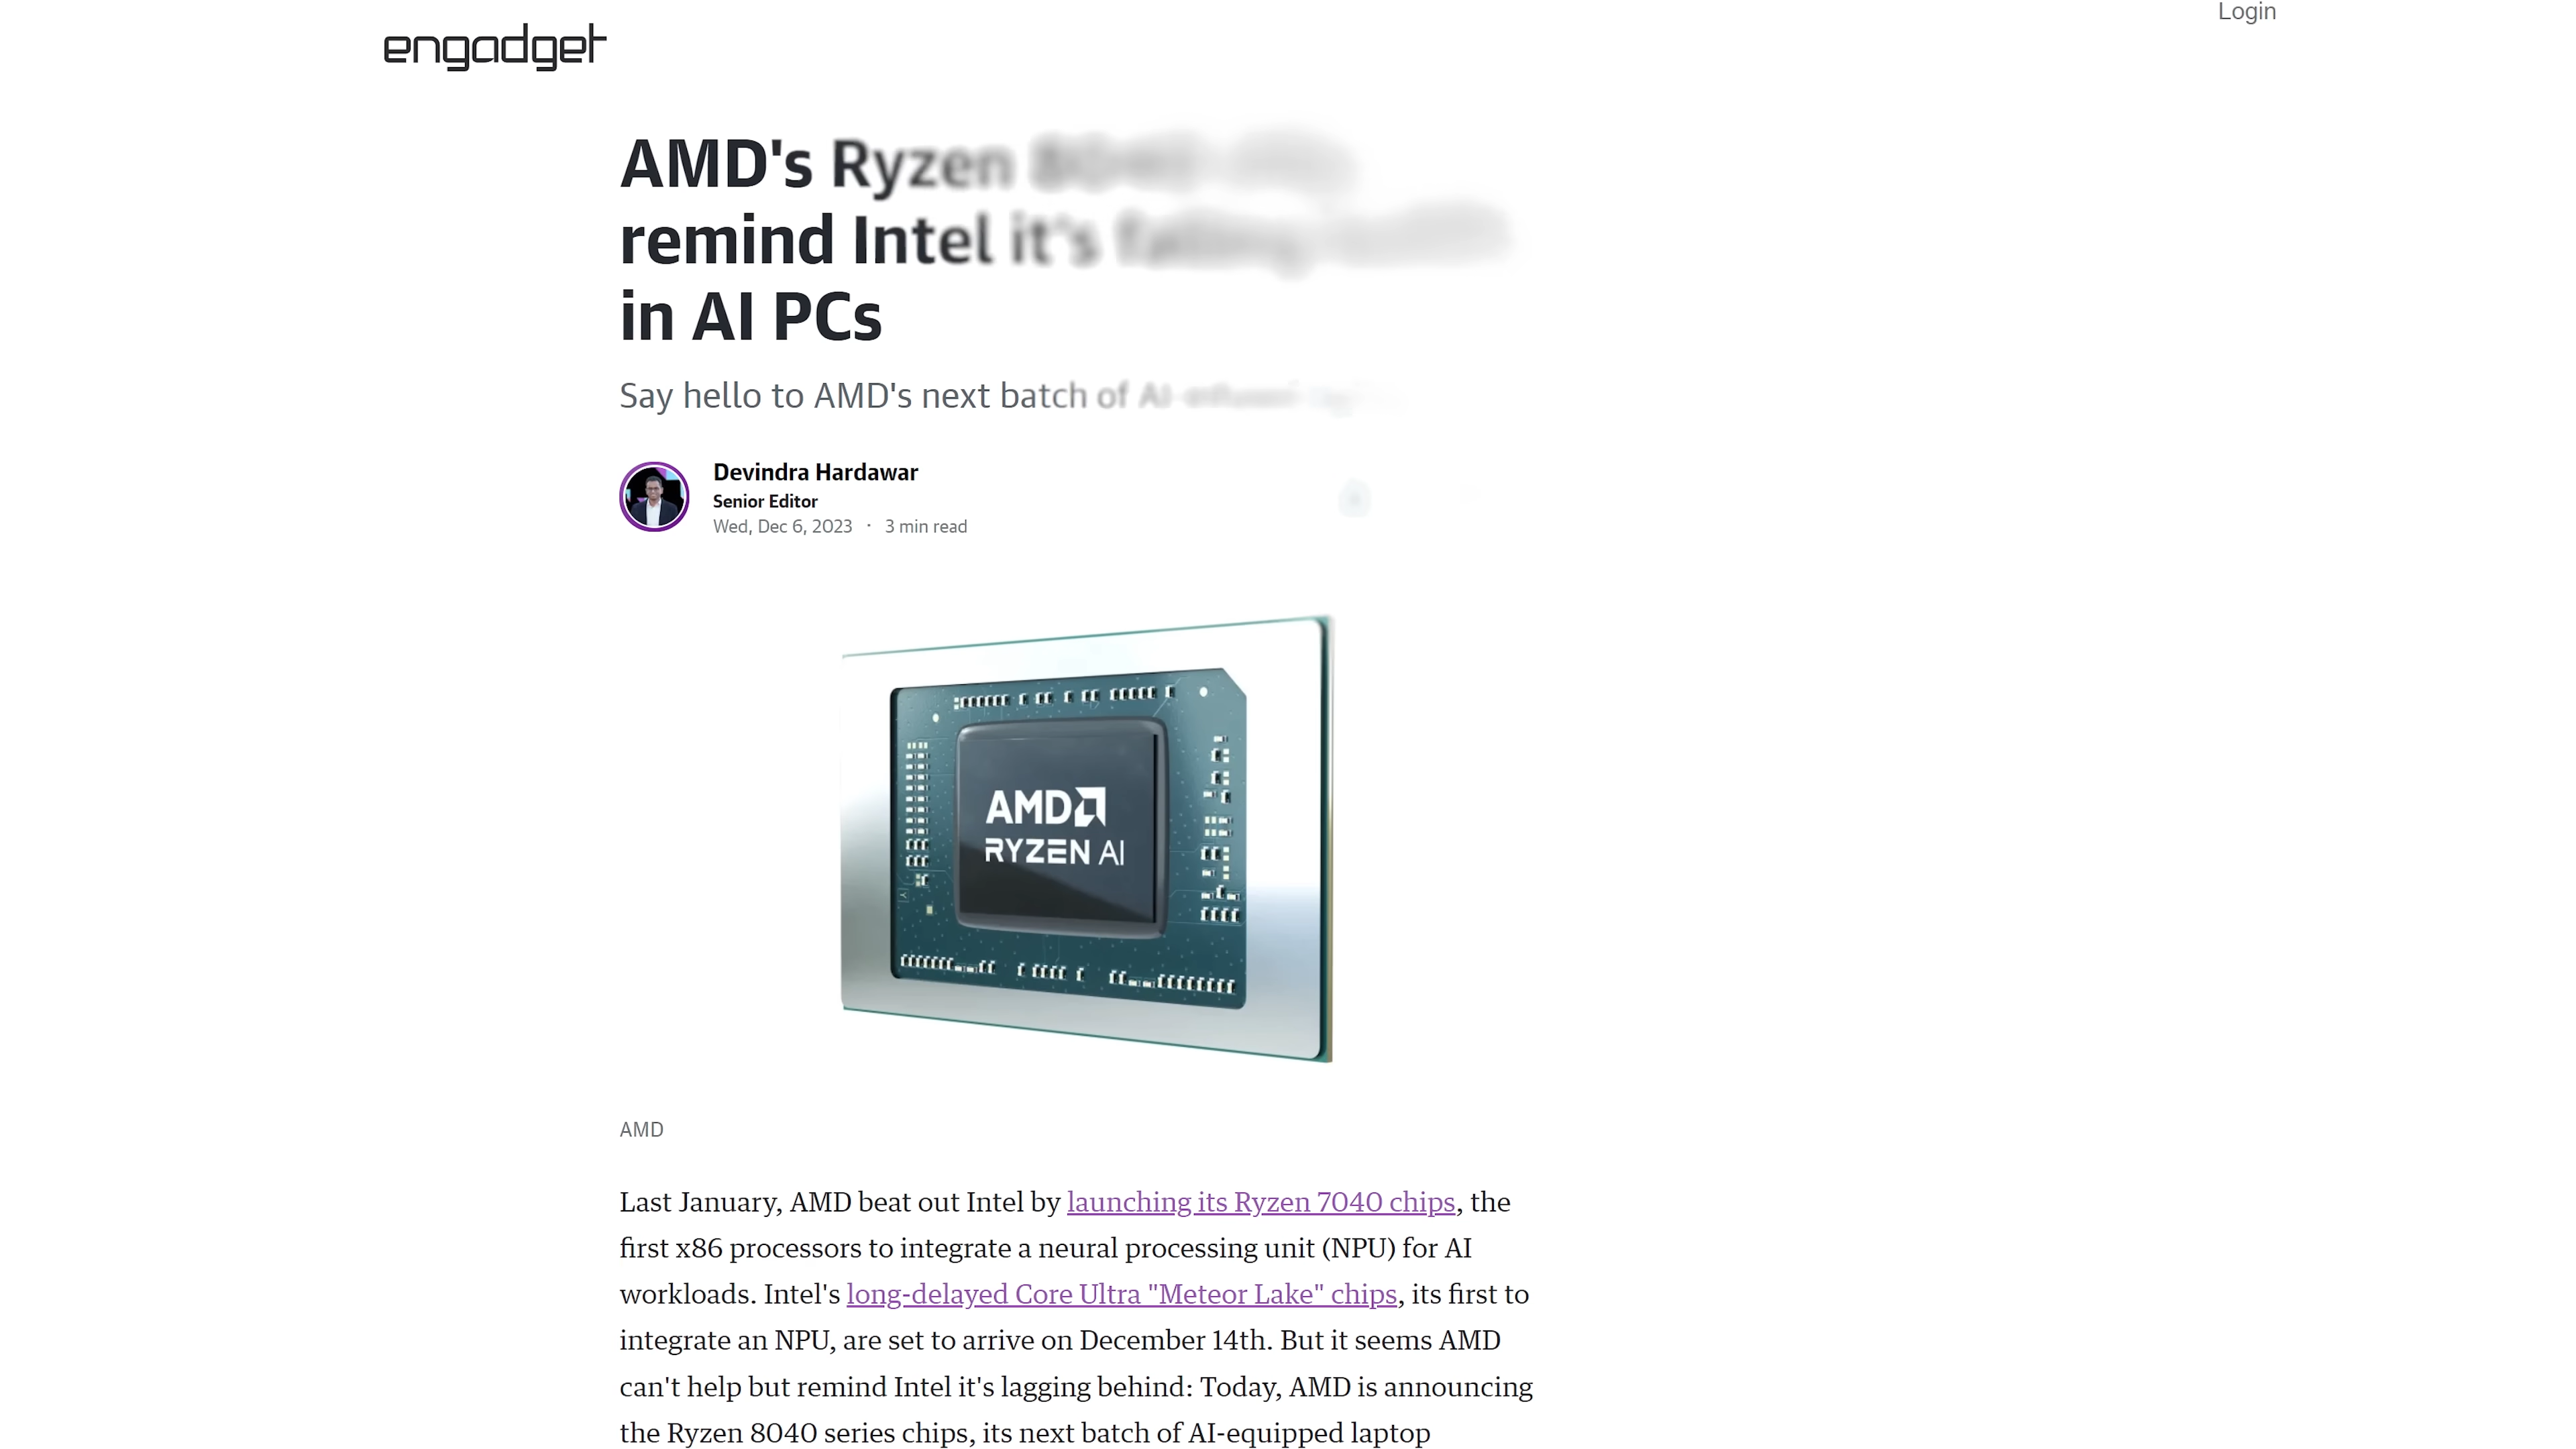 Login
engadget
AMD's Ryzen
remind Intel it's falling
in AI PCs
Say hello to AMD's next batch of AI-infused
Devindra Hardawar
Senior Editor
Wed, Dec 6, 2023 · 3 min read
AMD
RYZEN AI
AMD
Last January, AMD beat out Intel by launching its Ryzen 7040 chips, the
first x86 processors to integrate a neural processing unit (NPU) for AI
workloads. Intel's long-delayed Core Ultra "Meteor Lake" chips, its first to
integrate an NPU, are set to arrive on December 14th. But it seems AMD
can't help but remind Intel it's lagging behind: Today, AMD is announcing
the Ryzen 8040 series chips, its next batch of AI-equipped laptop